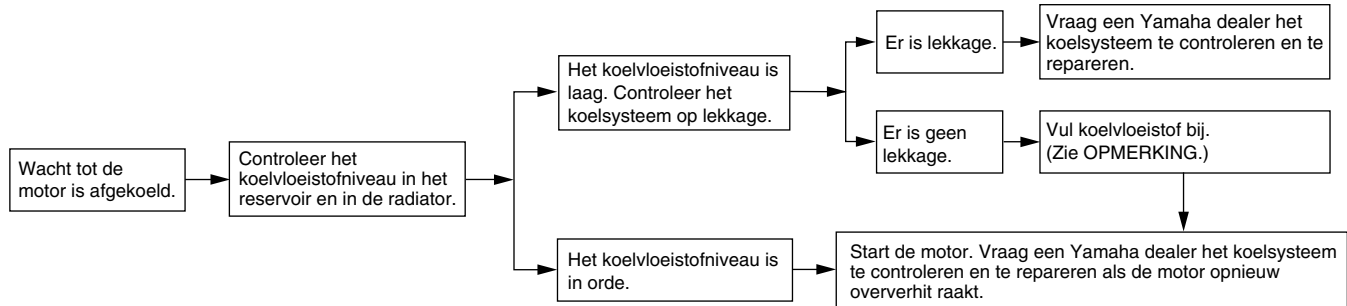 Wacht tot de
motor is afgekoeld.
Controleer het
koelvloeistofniveau in het
reservoir en in de radiator.
Het koelvloeistofniveau is
laag. Controleer het
koelsysteem op lekkage.
Er is lekkage.
Vraag een Yamaha dealer het
koelsysteem te controleren en te
repareren.
Er is geen
lekkage.
Vul koelvloeistof bij.
(Zie OPMERKING.)
Het koelvloeistofniveau is
in orde.
Start de motor. Vraag een Yamaha dealer het koelsysteem
te controleren en te repareren als de motor opnieuw
oververhit raakt.